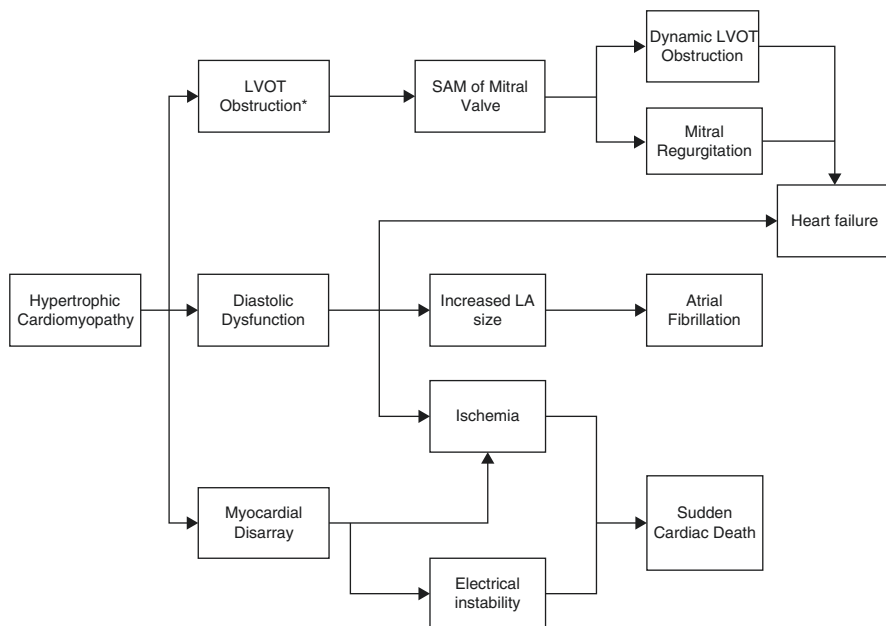 Dynamic LVOT
Obstruction
LVOT
Obstruction*
SAM of Mitral
Valve
Mitral
Regurgitation
Heart failure
Hypertrophic
Cardiomyopathy
Diastolic
Dysfunction
Increased LA
size
Atrial
Fibrillation
Ischemia
Myocardial
Disarray
Sudden
Cardiac Death
Electrical
instability